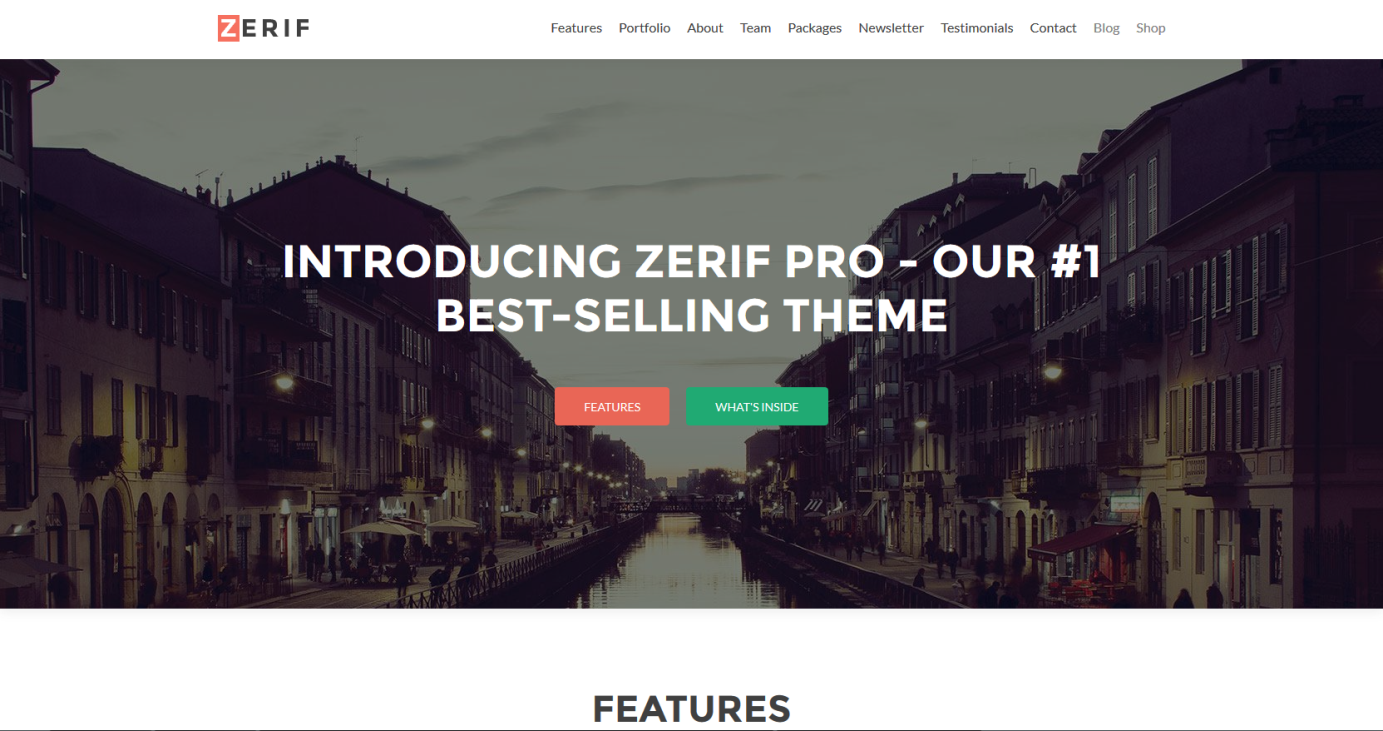 ZERIF
Features Portfolio About Team Packages Newsletter Testimonials Contact Blog Shop
INTRODUCING ZERIF PRO - OUR #1
BEST-SELLING THEME
FEATURES WHAT'S INSIDE
FEATURES